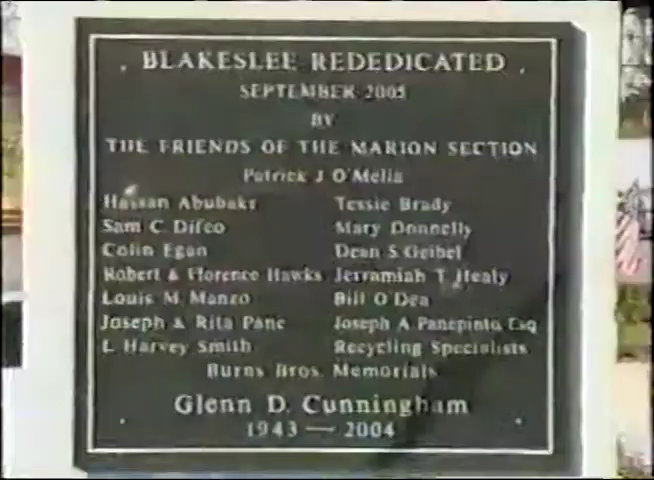 BLAKESLEE REDEDICATED
SEPTEMBER 2005
BY
THE FRIENDS OF THE MARION SECTION
Patrick J O'Melia
Hassan Abubakr Tessie Brady
Sam C Difeo Mary Donnelly
Colin Egan Dean S Geibel
Robert & Florence Hawks Jerramiah T Healy
Louis M Manzo Bill O'Dea
Joseph & Rita Pane Joseph A Panepinto, Esq
L Harvey Smith Recycling Specialists
Burns Bros. Memorials
Glenn D. Cunningham
1943 — 2004